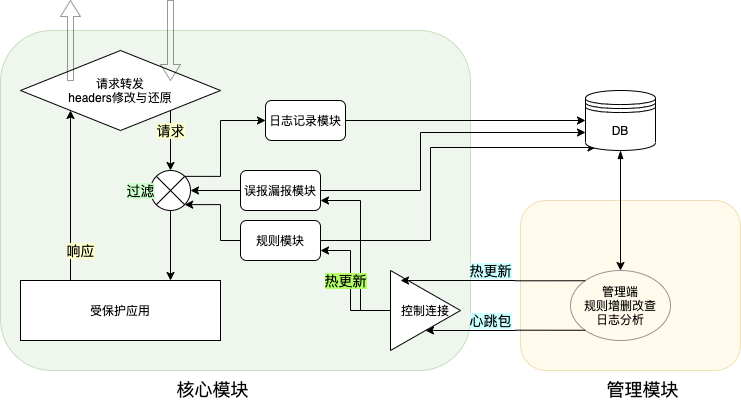 请求转发
headers修改与还原
请求
日志记录模块
DB
过滤
误报漏报模块
规则模块
响应
热更新
热更新
受保护应用
控制连接
管理端
规则增删改查
日志分析
心跳包
核心模块
管理模块